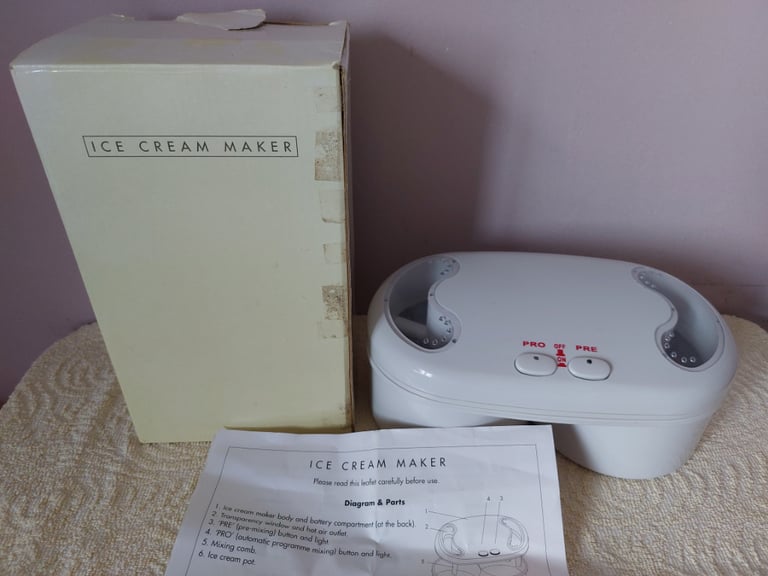 ICE CREAM MAKER
PRO OFF PRE
ON
ICE CREAM MAKER
Please read this leaflet carefully before use.
Diagram & Parts
1. Ice cream maker body and battery compartment (at the back).
2. Transparency window and hot air outlet.
3. 'PRE' (pre-mixing) button and light.
4. 'PRO' (automatic programme mixing) button and light.
5. Mixing comb.
6. Ice cream pot.
4 3
1
2